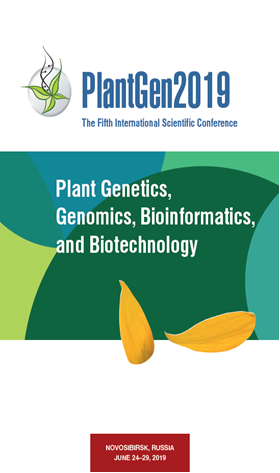 PlantGen2019
The Fifth International Scientific Conference
Plant Genetics,
Genomics, Bioinformatics,
and Biotechnology
NOVOSIBIRSK, RUSSIA
JUNE 24–29, 2019